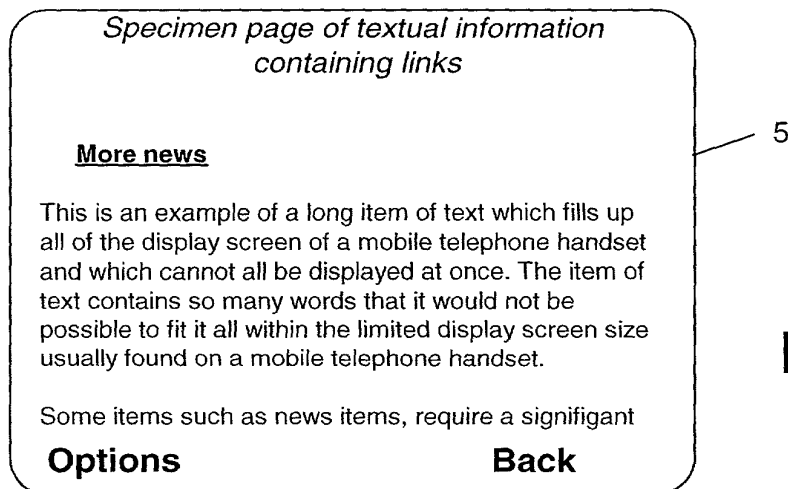 Specimen page of textual information
containing links
More news
5
This is an example of a long item of text which fills up
all of the display screen of a mobile telephone handset
and which cannot all be displayed at once. The item of
text contains so many words that it would not be
possible to fit it all within the limited display screen size
usually found on a mobile telephone handset.
Some items such as news items, require a signifigant
Options Back